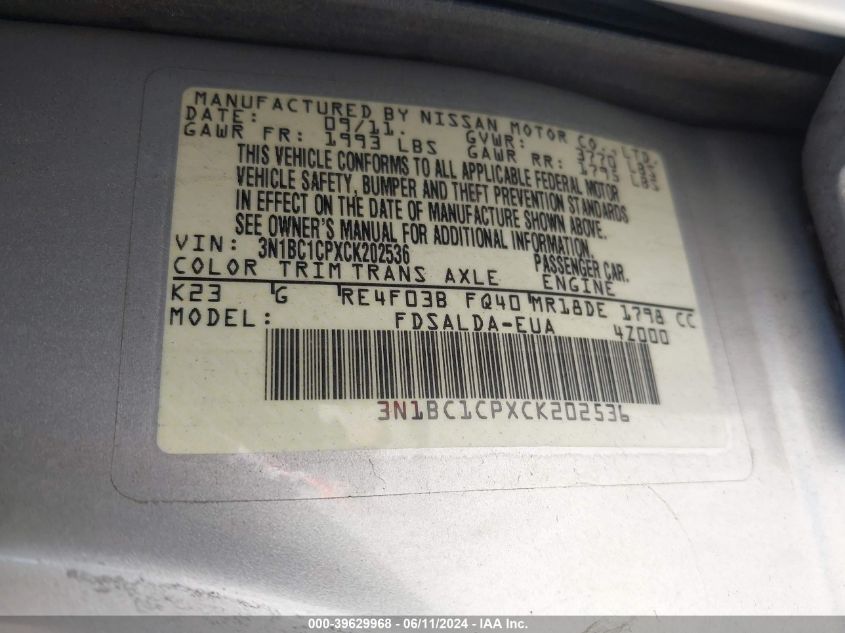 MANUFACTURED BY NISSAN MOTOR CO., LTD.
DATE: 09/11. GVWR: 3770 LBS
GAWR FR: 1993 LBS GAWR RR: 1795 LBS
THIS VEHICLE CONFORMS TO ALL APPLICABLE FEDERAL MOTOR
VEHICLE SAFETY, BUMPER AND THEFT PREVENTION STANDARDS
IN EFFECT ON THE DATE OF MANUFACTURE SHOWN ABOVE.
SEE OWNER'S MANUAL FOR ADDITIONAL INFORMATION.
VIN: 3N1BC1CPXCK202536 PASSENGER CAR.
COLOR TRIM TRANS AXLE ENGINE
K23 G RE4F03B FQ40 MR18DE 1798 CC
MODEL: FDSALDA-EUA 4Z000
3N1BC1CPXCK202536
000-39629968 - 06/11/2024 - IAA Inc.